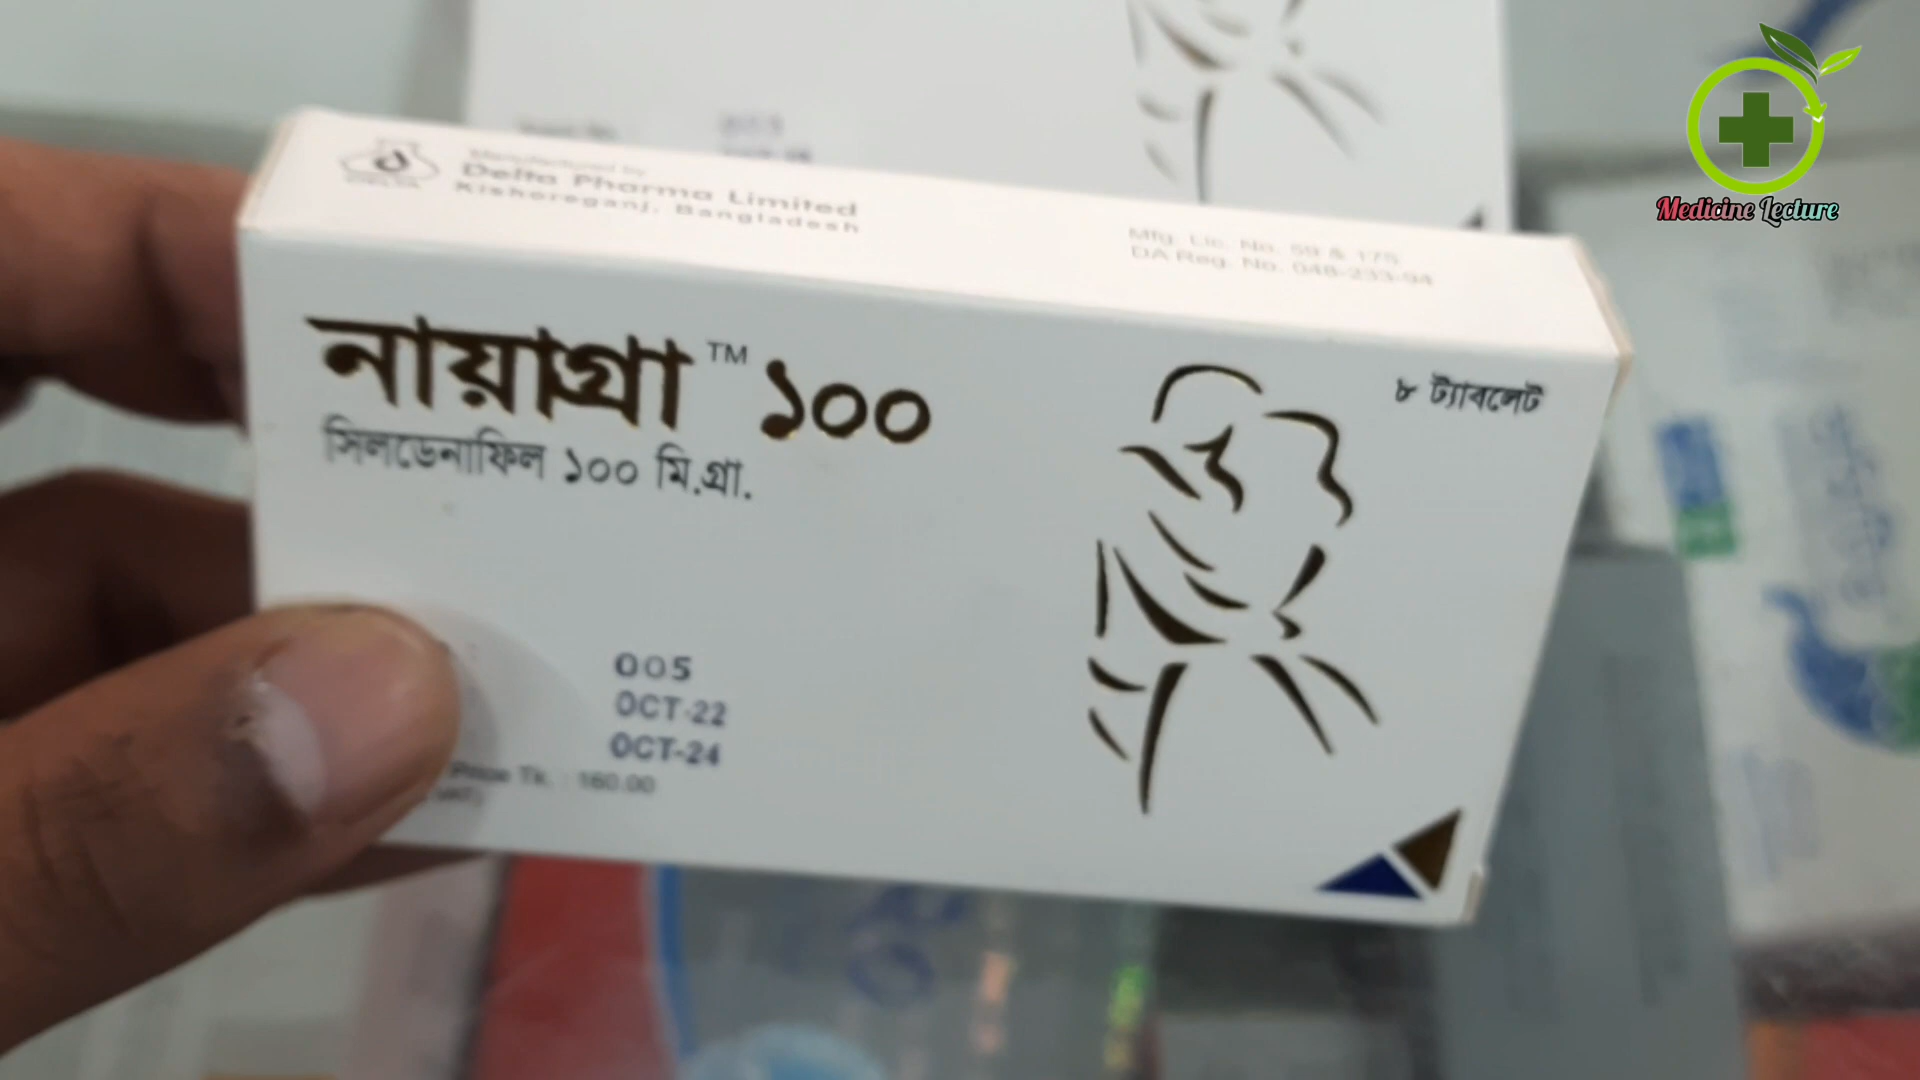 Medicine Lecture
DELTA
Manufactured by
Delta Pharma Limited
Kishoreganj, Bangladesh
Mfg. Lic. No. 59 & 175
DA Reg. No. 048-233-94
নায়াগ্রা™ ১০০
সিলডেনাফিল ১০০ মি.গ্রা.
৮ ট্যাবলেট
005
OCT-22
OCT-24
Price Tk. : 160.00